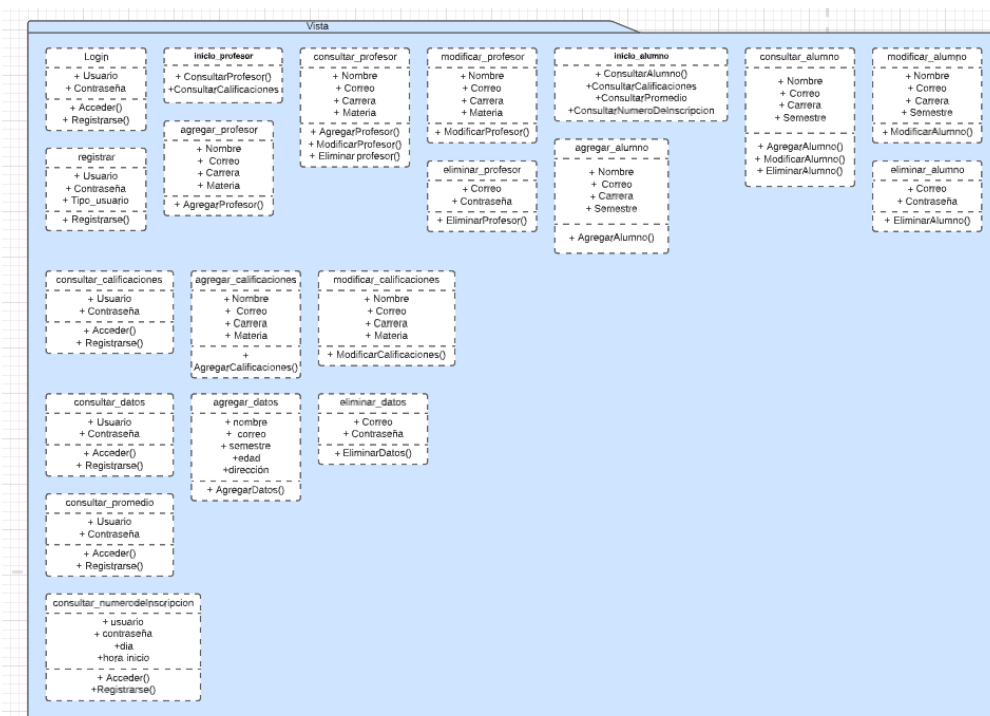 Vista
Login
+ Usuario
+ Contraseña
+ Acceder()
+ Registrarse()
inicio_profesor
+ ConsultarProfesor()
+ConsultarCalificaciones
consultar_profesor
+ Nombre
+ Correo
+ Carrera
+ Materia
+ AgregarProfesor()
+ ModificarProfesor()
+ Eliminar profesor()
modificar_profesor
+ Nombre
+ Correo
+ Carrera
+ Materia
+ ModificarProfesor()
inicio_alumno
+ ConsultarAlumno()
+ConsultarCalificaciones
+ConsultarPromedio
+ConsultarNumeroDeInscripcion
consultar_alumno
+ Nombre
+ Correo
+ Carrera
+ Semestre
+ AgregarAlumno()
+ ModificarAlumno()
+ EliminarAlumno()
modificar_alumno
+ Nombre
+ Correo
+ Carrera
+ Semestre
+ ModificarAlumno()
registrar
+ Usuario
+ Contraseña
+ Tipo_usuario
+ Registrarse()
agregar_profesor
+ Nombre
+ Correo
+ Carrera
+ Materia
+ AgregarProfesor()
eliminar_profesor
+ Correo
+ Contraseña
+ EliminarProfesor()
agregar_alumno
+ Nombre
+ Correo
+ Carrera
+ Semestre
+ AgregarAlumno()
eliminar_alumno
+ Correo
+ Contraseña
+ EliminarAlumno()
consultar_calificaciones
+ Usuario
+ Contraseña
+ Acceder()
+ Registrarse()
agregar_calificaciones
+ Nombre
+ Correo
+ Carrera
+ Materia
+
AgregarCalificaciones()
modificar_calificaciones
+ Nombre
+ Correo
+ Carrera
+ Materia
+ ModificarCalificaciones()
consultar_datos
+ Usuario
+ Contraseña
+ Acceder()
+ Registrarse()
agregar_datos
+ nombre
+ correo
+ semestre
+edad
+dirección
+ AgregarDatos()
eliminar_datos
+ Correo
+ Contraseña
+ EliminarDatos()
consultar_promedio
+ Usuario
+ Contraseña
+ Acceder()
+ Registrarse()
consultar_numerodeInscripcion
+ usuario
+ contraseña
+dia
+hora inicio
+ Acceder()
+Registrarse()